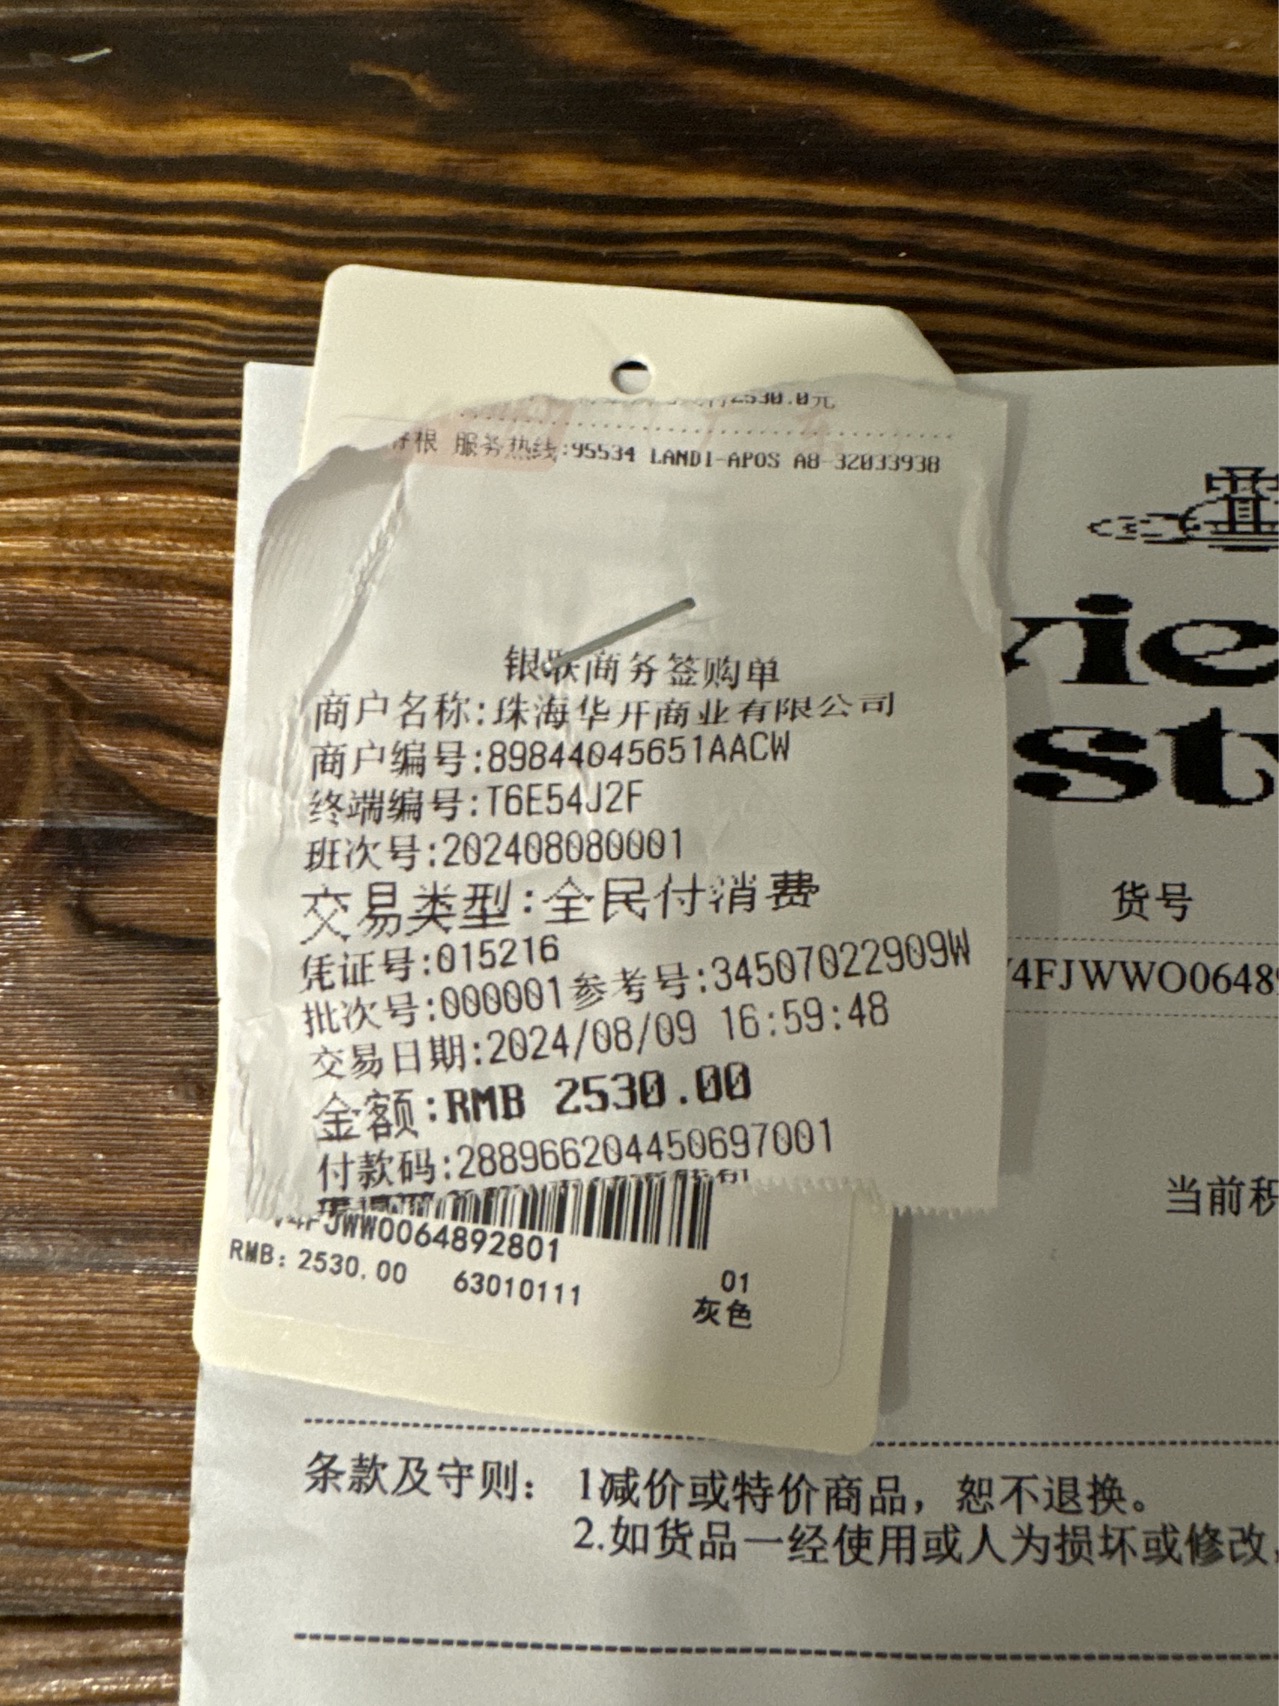 2530.0元
存根 服务热线:95534 LANDI-APOS A8-32033938
银联商务签购单
商户名称:珠海华开商业有限公司
商户编号:89844045651AACW
终端编号:T6E54J2F
班次号:202408080001
交易类型:全民付消费
凭证号:015216
批次号:000001参考号:34507022909W
交易日期:2024/08/09 16:59:48
金额:RMB 2530.00
付款码:288966204450697001
V4FJWWO064892801
RMB: 2530.00 63010111 01
灰色
vie
st
货号
V4FJWWO06489
当前积
条款及守则: 1减价或特价商品，恕不退换。
2.如货品一经使用或人为损坏或修改,